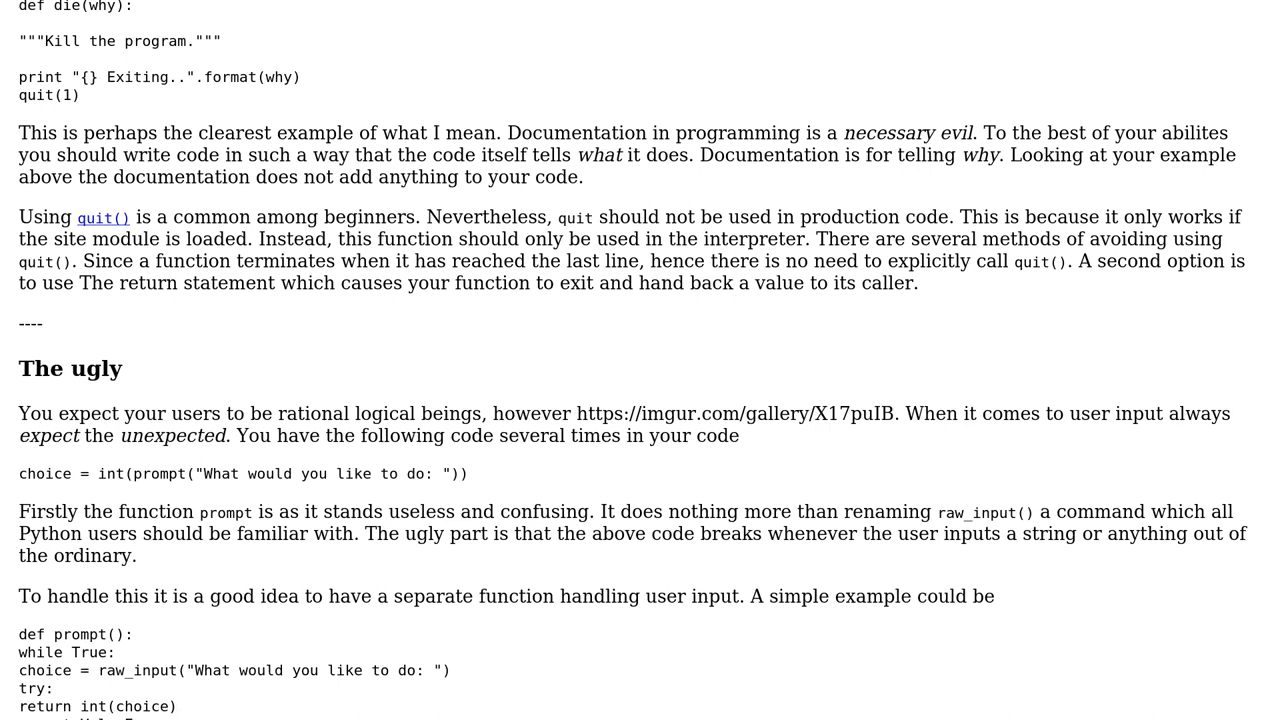 def die(why):
"""Kill the program."""
print "{} Exiting..".format(why)
quit(1)
This is perhaps the clearest example of what I mean. Documentation in programming is a necessary evil. To the best of your abilites
you should write code in such a way that the code itself tells what it does. Documentation is for telling why. Looking at your example
above the documentation does not add anything to your code.
Using quit() is a common among beginners. Nevertheless, quit should not be used in production code. This is because it only works if
the site module is loaded. Instead, this function should only be used in the interpreter. There are several methods of avoiding using
quit(). Since a function terminates when it has reached the last line, hence there is no need to explicitly call quit(). A second option is
to use The return statement which causes your function to exit and hand back a value to its caller.
----
The ugly
You expect your users to be rational logical beings, however https://imgur.com/gallery/X17puIB. When it comes to user input always
expect the unexpected. You have the following code several times in your code
choice = int(prompt("What would you like to do: "))
Firstly the function prompt is as it stands useless and confusing. It does nothing more than renaming raw_input() a command which all
Python users should be familiar with. The ugly part is that the above code breaks whenever the user inputs a string or anything out of
the ordinary.
To handle this it is a good idea to have a separate function handling user input. A simple example could be
def prompt():
while True:
choice = raw_input("What would you like to do: ")
try:
return int(choice)